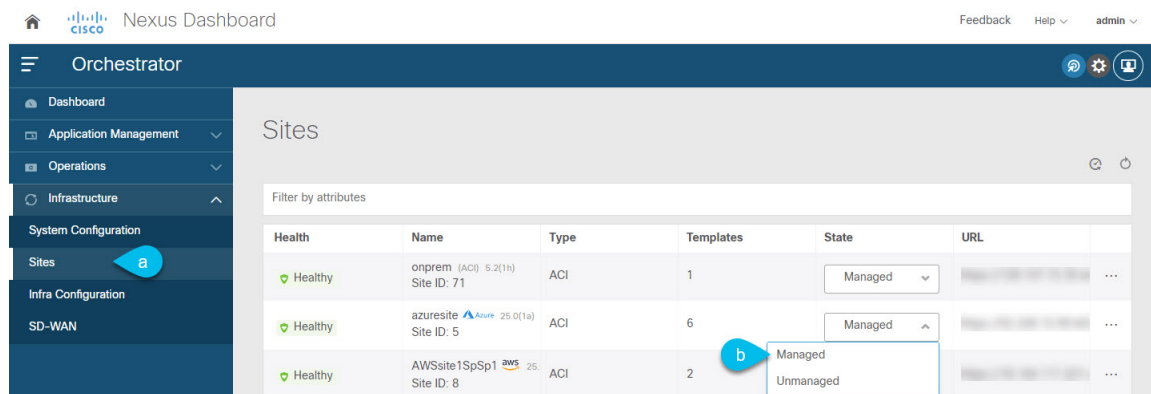 cisco Nexus Dashboard Feedback Help admin
Orchestrator
Dashboard
Application Management
Operations
Infrastructure
System Configuration
Sites a
Infra Configuration
SD-WAN
Sites
Filter by attributes
Health Name Type Templates State URL
Healthy onprem (ACI) 5.2(1h) ACI 1 Managed ...
Site ID: 71
Healthy azuresite Azure 25.0(1a) ACI 6 Managed ...
Site ID: 5
b Managed
Healthy AWSsite1SpSp1 aws 25. ACI 2 ...
Site ID: 8
Unmanaged